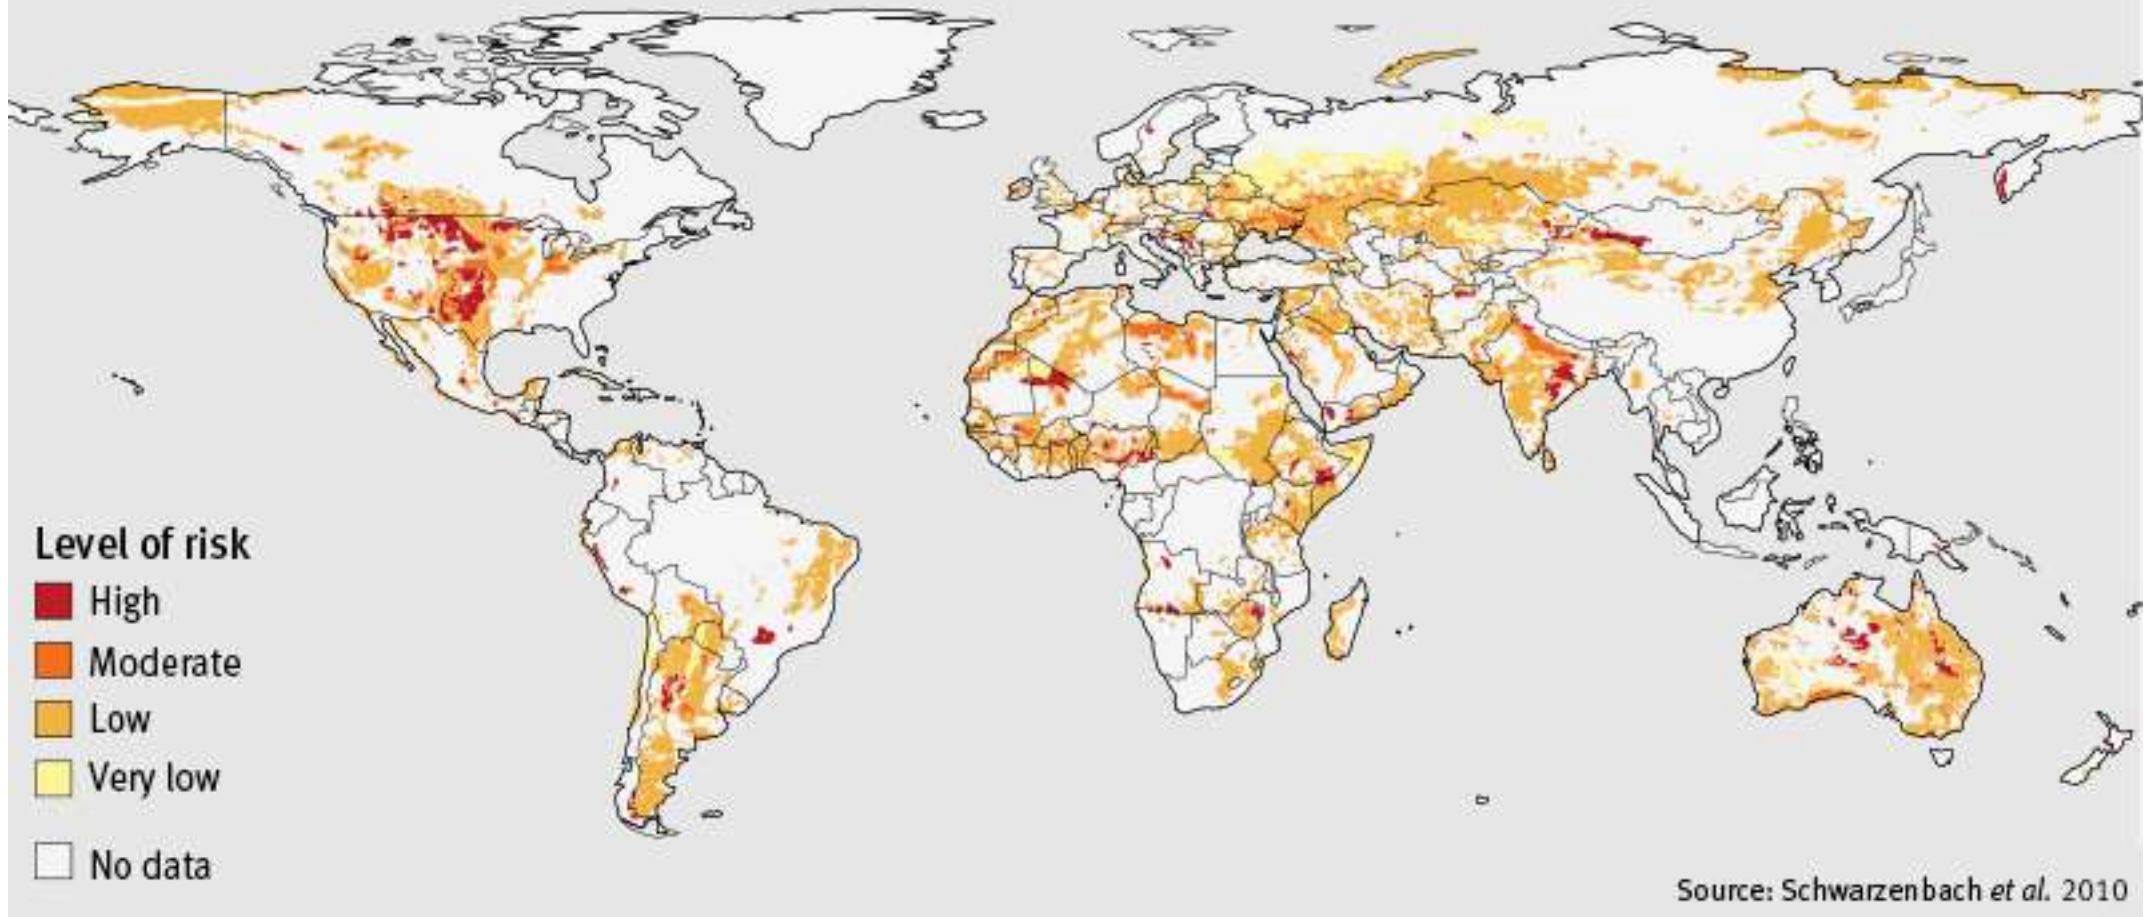 Level of risk
High
Moderate
Low
Very low
No data
Source: Schwarzenbach et al. 2010